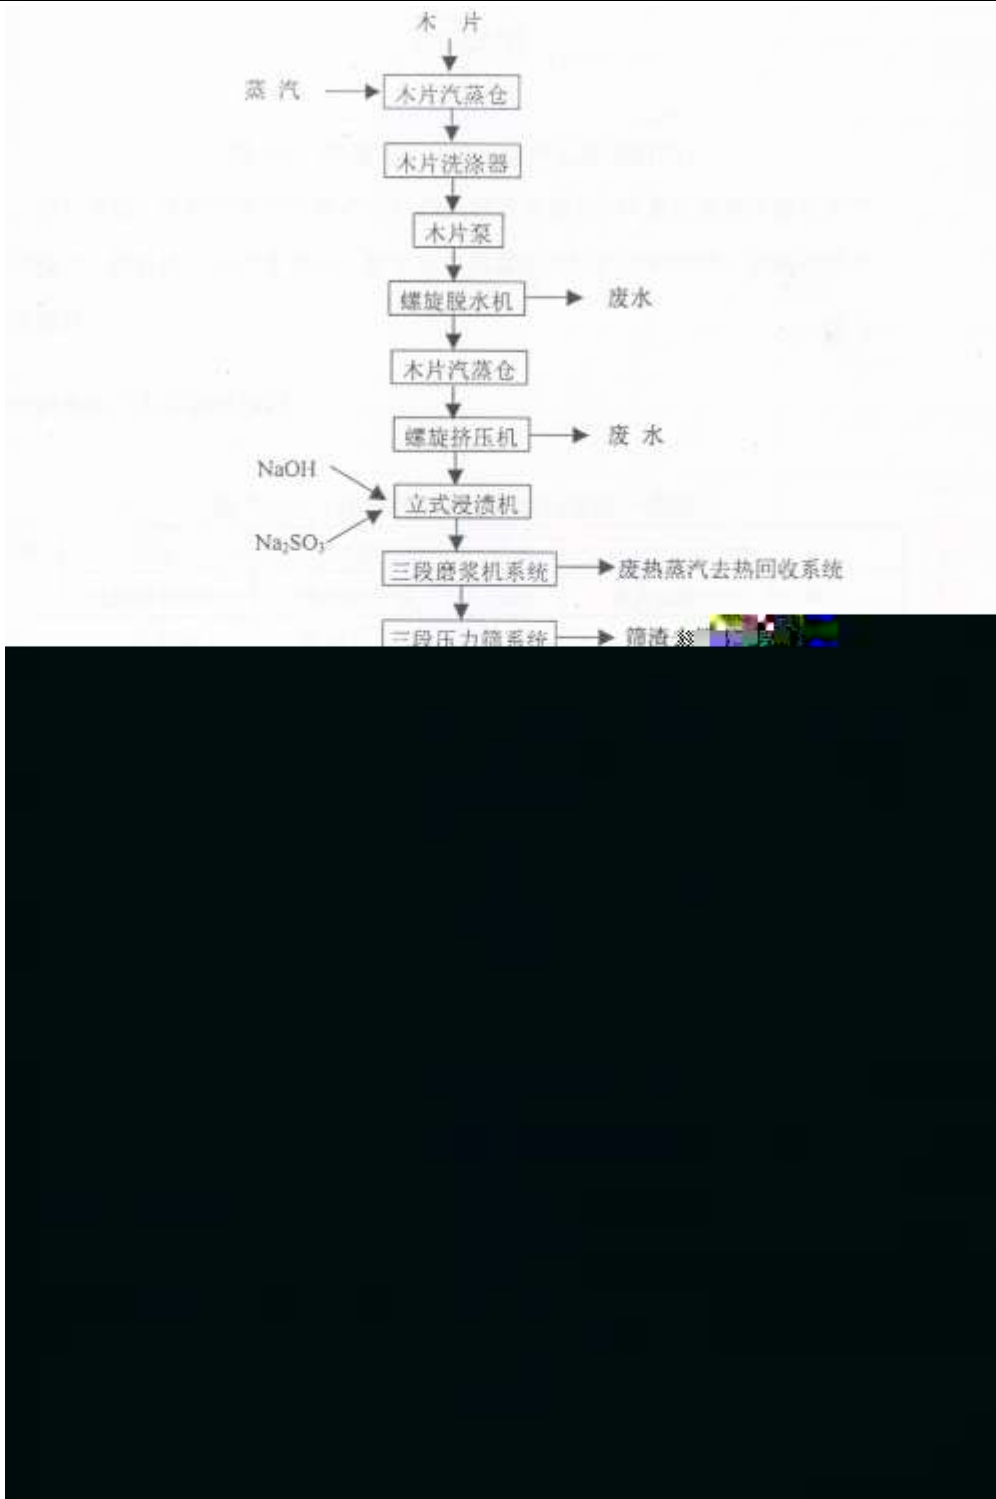 木 片
蒸 汽
木片汽蒸仓
木片洗涤器
木片泵
螺旋脱水机
废水
木片汽蒸仓
螺旋挤压机
废 水
NaOH
立式浸渍机
Na₂SO₃
三段磨浆机系统
废热蒸汽去热回收系统
三段压力筛系统
筛渣